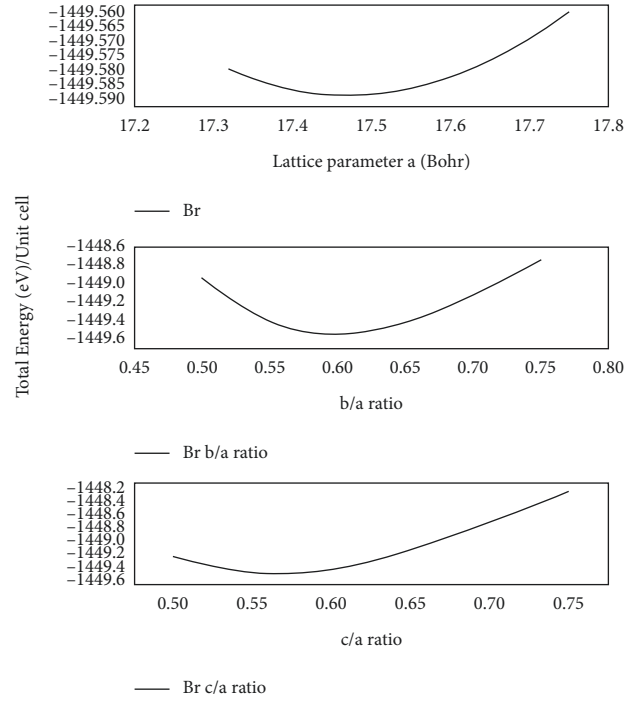 Total Energy (eV)/Unit cell
−1449.560
−1449.565
−1449.570
−1449.575
−1449.580
−1449.585
−1449.590
17.2 17.3 17.4 17.5 17.6 17.7 17.8
Lattice parameter a (Bohr)
Br
−1448.6
−1448.8
−1449.0
−1449.2
−1449.4
−1449.6
0.45 0.50 0.55 0.60 0.65 0.70 0.75 0.80
b/a ratio
Br b/a ratio
−1448.2
−1448.4
−1448.6
−1448.8
−1449.0
−1449.2
−1449.4
−1449.6
0.50 0.55 0.60 0.65 0.70 0.75
c/a ratio
Br c/a ratio